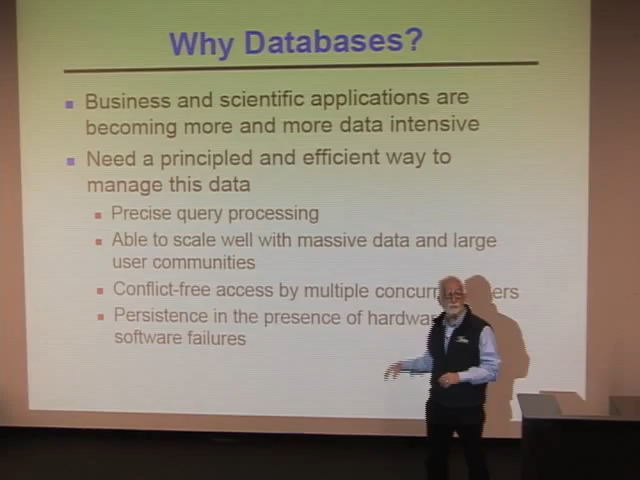 Why Databases?
Business and scientific applications are
becoming more and more data intensive
Need a principled and efficient way to
manage this data
Precise query processing
Able to scale well with massive data and large
user communities
Conflict-free access by multiple
Persistence in the presence of
software failures